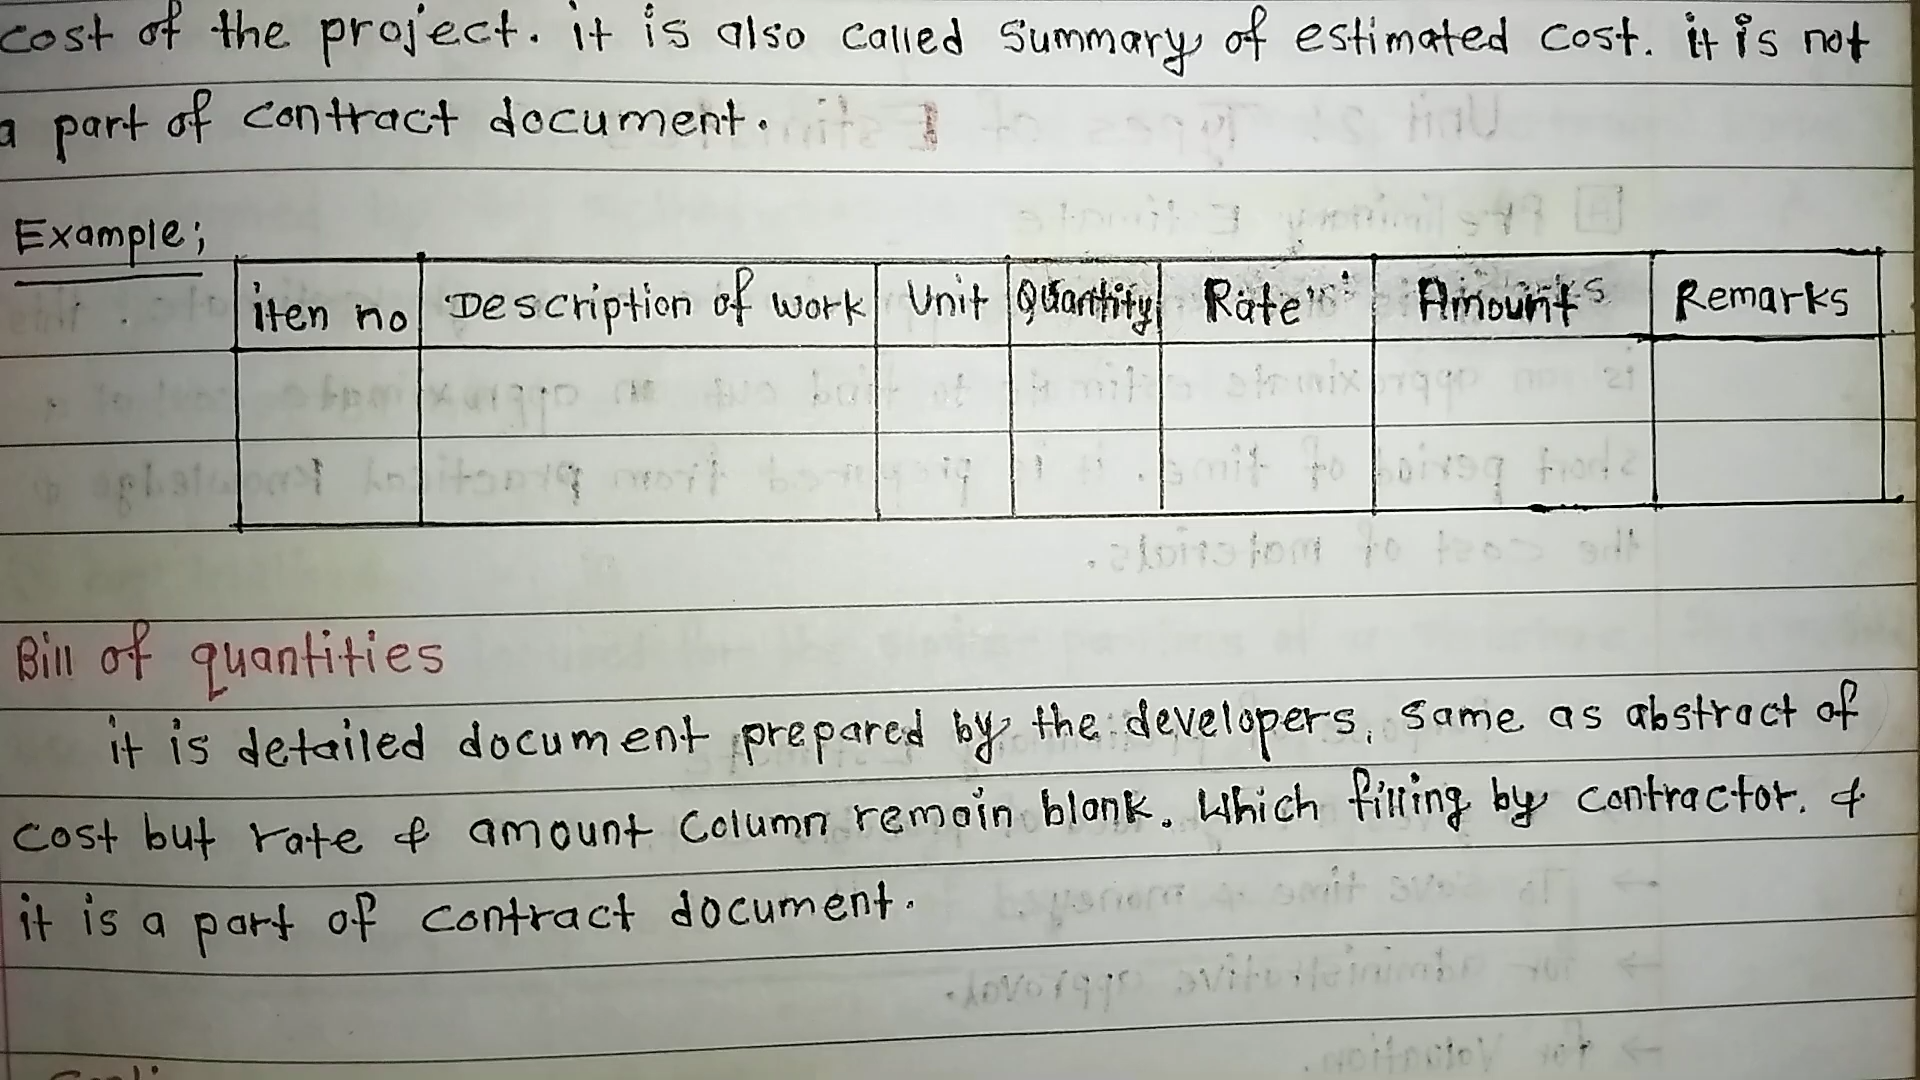 cost of the project. it is also called summary of estimated cost. it is not
a part of contract document.
Example;
iten no Description of work Unit Quantity Rate Amount Remarks
Bill of quantities
it is detailed document prepared by the developers, same as abstract of
cost but rate & amount column remain blank. which filling by contractor. &
it is a part of contract document.